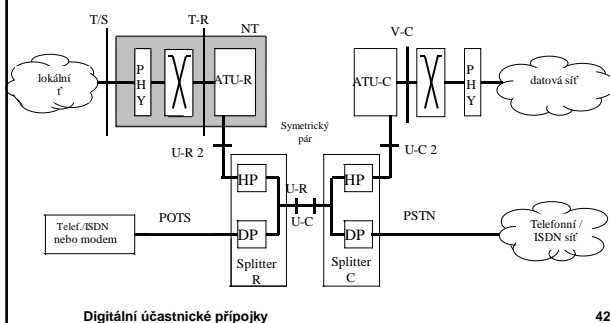 T/S
T-R
NT
V-C
lokální
ť
P
H
Y
ATU-R
ATU-C
P
H
Y
datová síť
Symetrický
pár
U-R 2
U-C 2
HP
U-R
HP
U-C
Telef./ISDN
nebo modem
POTS
DP
DP
PSTN
Telefonní /
ISDN síť
Splitter
R
Splitter
C
Digitální účastnické přípojky
42